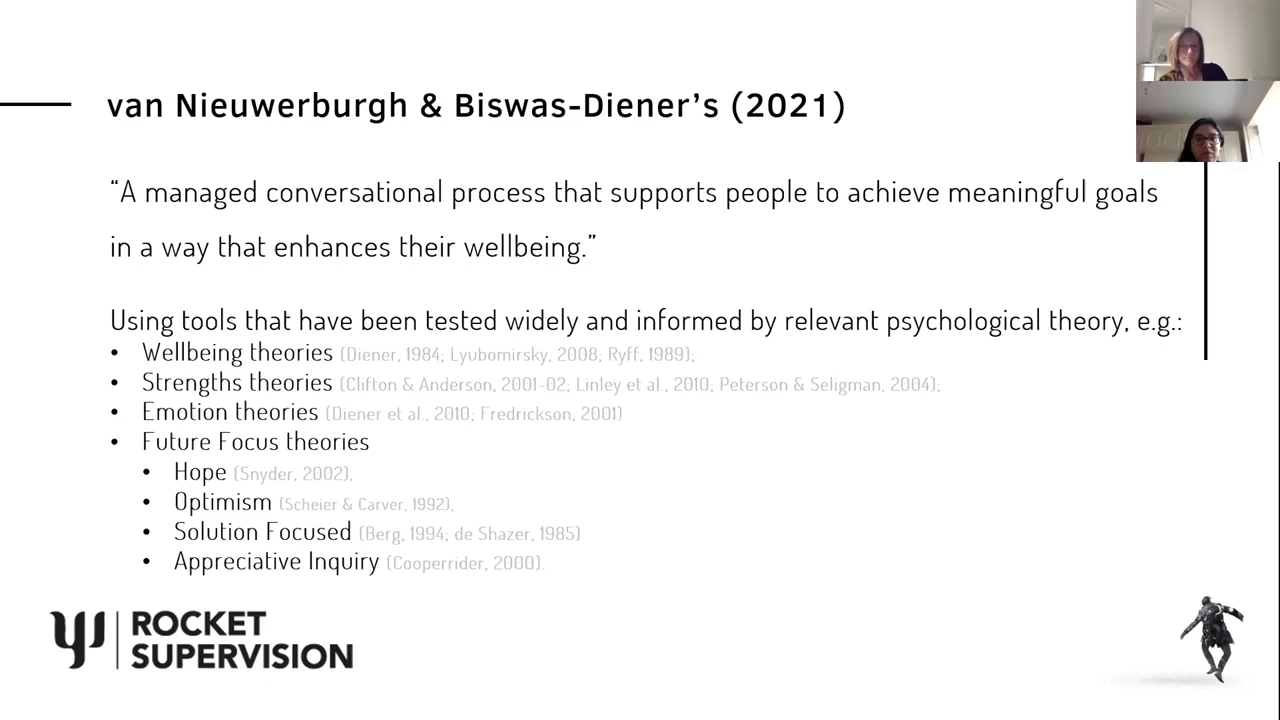 van Nieuwerburgh & Biswas-Diener’s (2021)
“A managed conversational process that supports people to achieve meaningful goals
in a way that enhances their wellbeing.”
Using tools that have been tested widely and informed by relevant psychological theory, e.g.:
• Wellbeing theories (Diener, 1984; Lyubomirsky, 2008; Ryff, 1989);
• Strengths theories (Clifton & Anderson, 2001-02; Linley et al., 2010; Peterson & Seligman, 2004);
• Emotion theories (Diener et al., 2010; Fredrickson, 2001)
• Future Focus theories
• Hope (Snyder, 2002),
• Optimism (Scheier & Carver, 1992),
• Solution Focused (Berg, 1994; de Shazer, 1985)
• Appreciative Inquiry (Cooperrider, 2000).
ROCKET
SUPERVISION